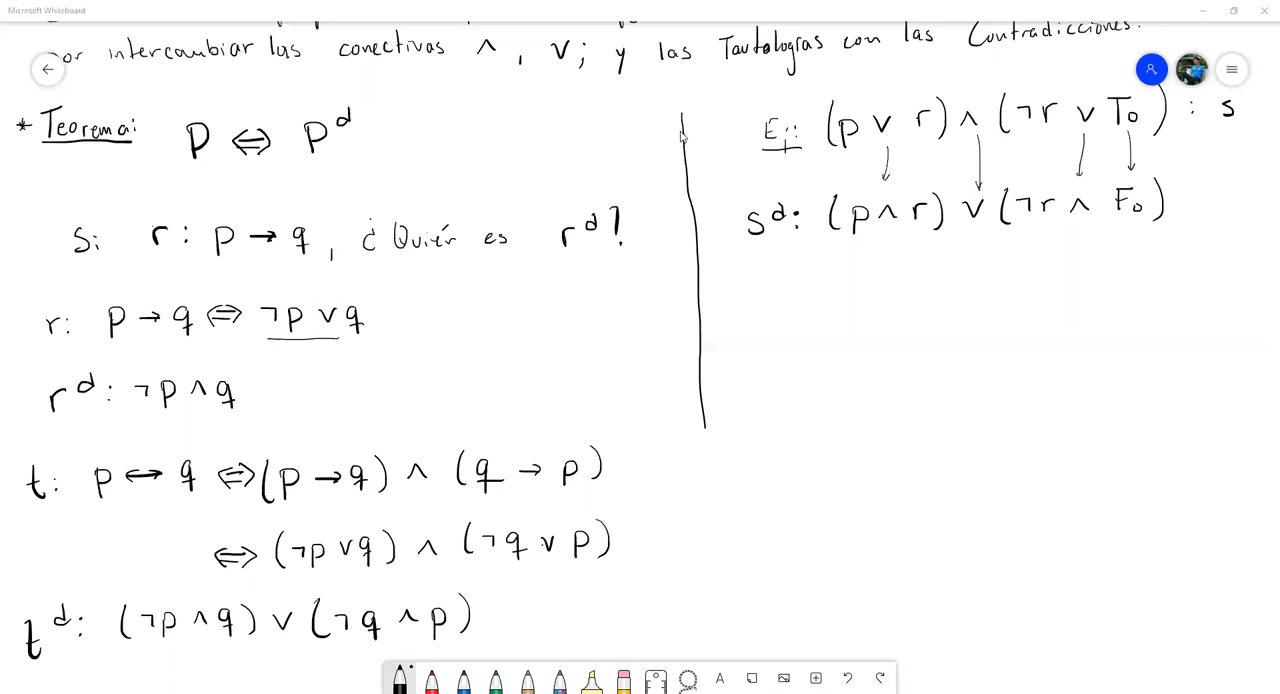 Microsoft Whiteboard
por intercambiar las conectivas ∧, ∨; y las Tautologías con las Contradicciones.
* Teorema: P ⇔ P^d
Si r: p → q, ¿Quién es r^d?
r: p → q ⇔ ¬p ∨ q
r^d: ¬p ∧ q
t: p ↔ q ⇔ (p → q) ∧ (q → p)
⇔ (¬p ∨ q) ∧ (¬q ∨ p)
t^d: (¬p ∧ q) ∨ (¬q ∧ p)
Ej: (p ∨ r) ∧ (¬r ∨ T₀) : s
s^d: (p ∧ r) ∨ (¬r ∧ F₀)
A